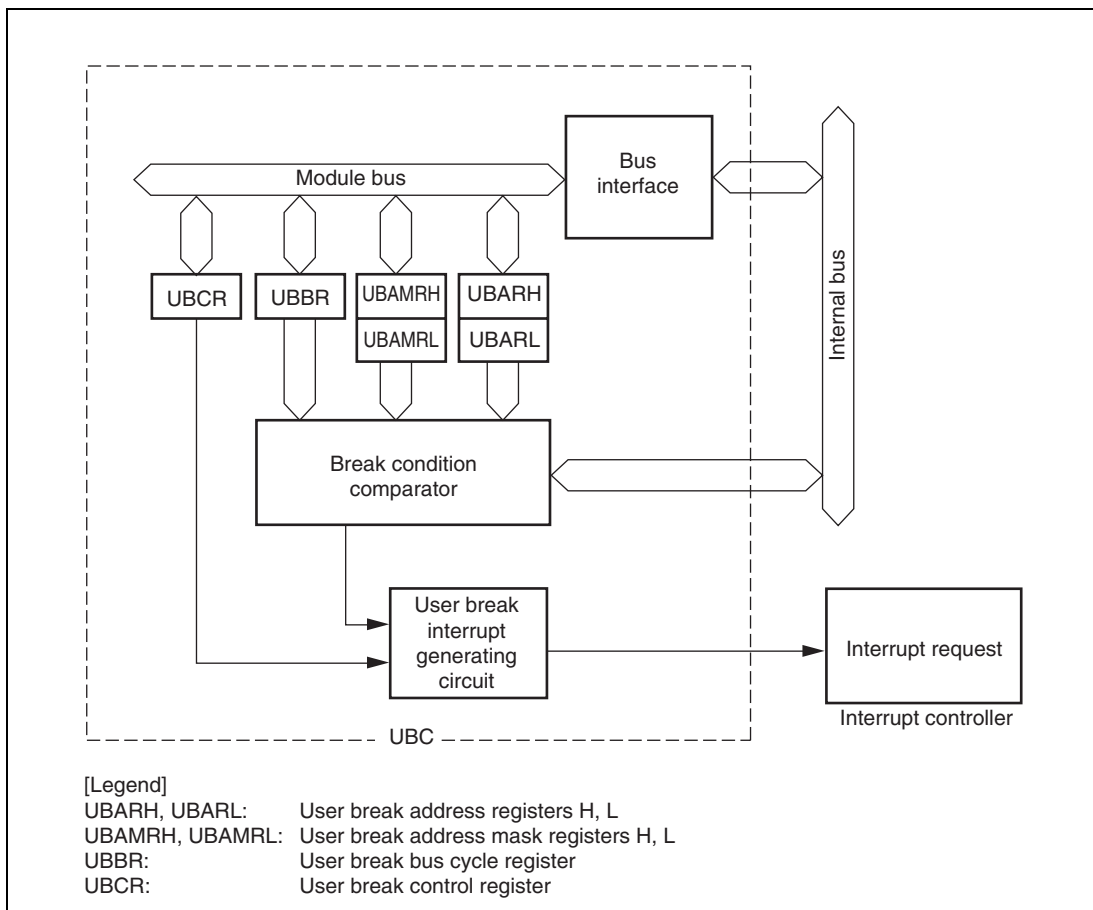 Bus
interface
Module bus
Internal bus
UBCR
UBBR
UBAMRH
UBARH
UBAMRL
UBARL
Break condition
comparator
User break
interrupt
generating
circuit
Interrupt request
Interrupt controller
UBC
[Legend]
UBARH, UBARL: User break address registers H, L
UBAMRH, UBAMRL: User break address mask registers H, L
UBBR: User break bus cycle register
UBCR: User break control register